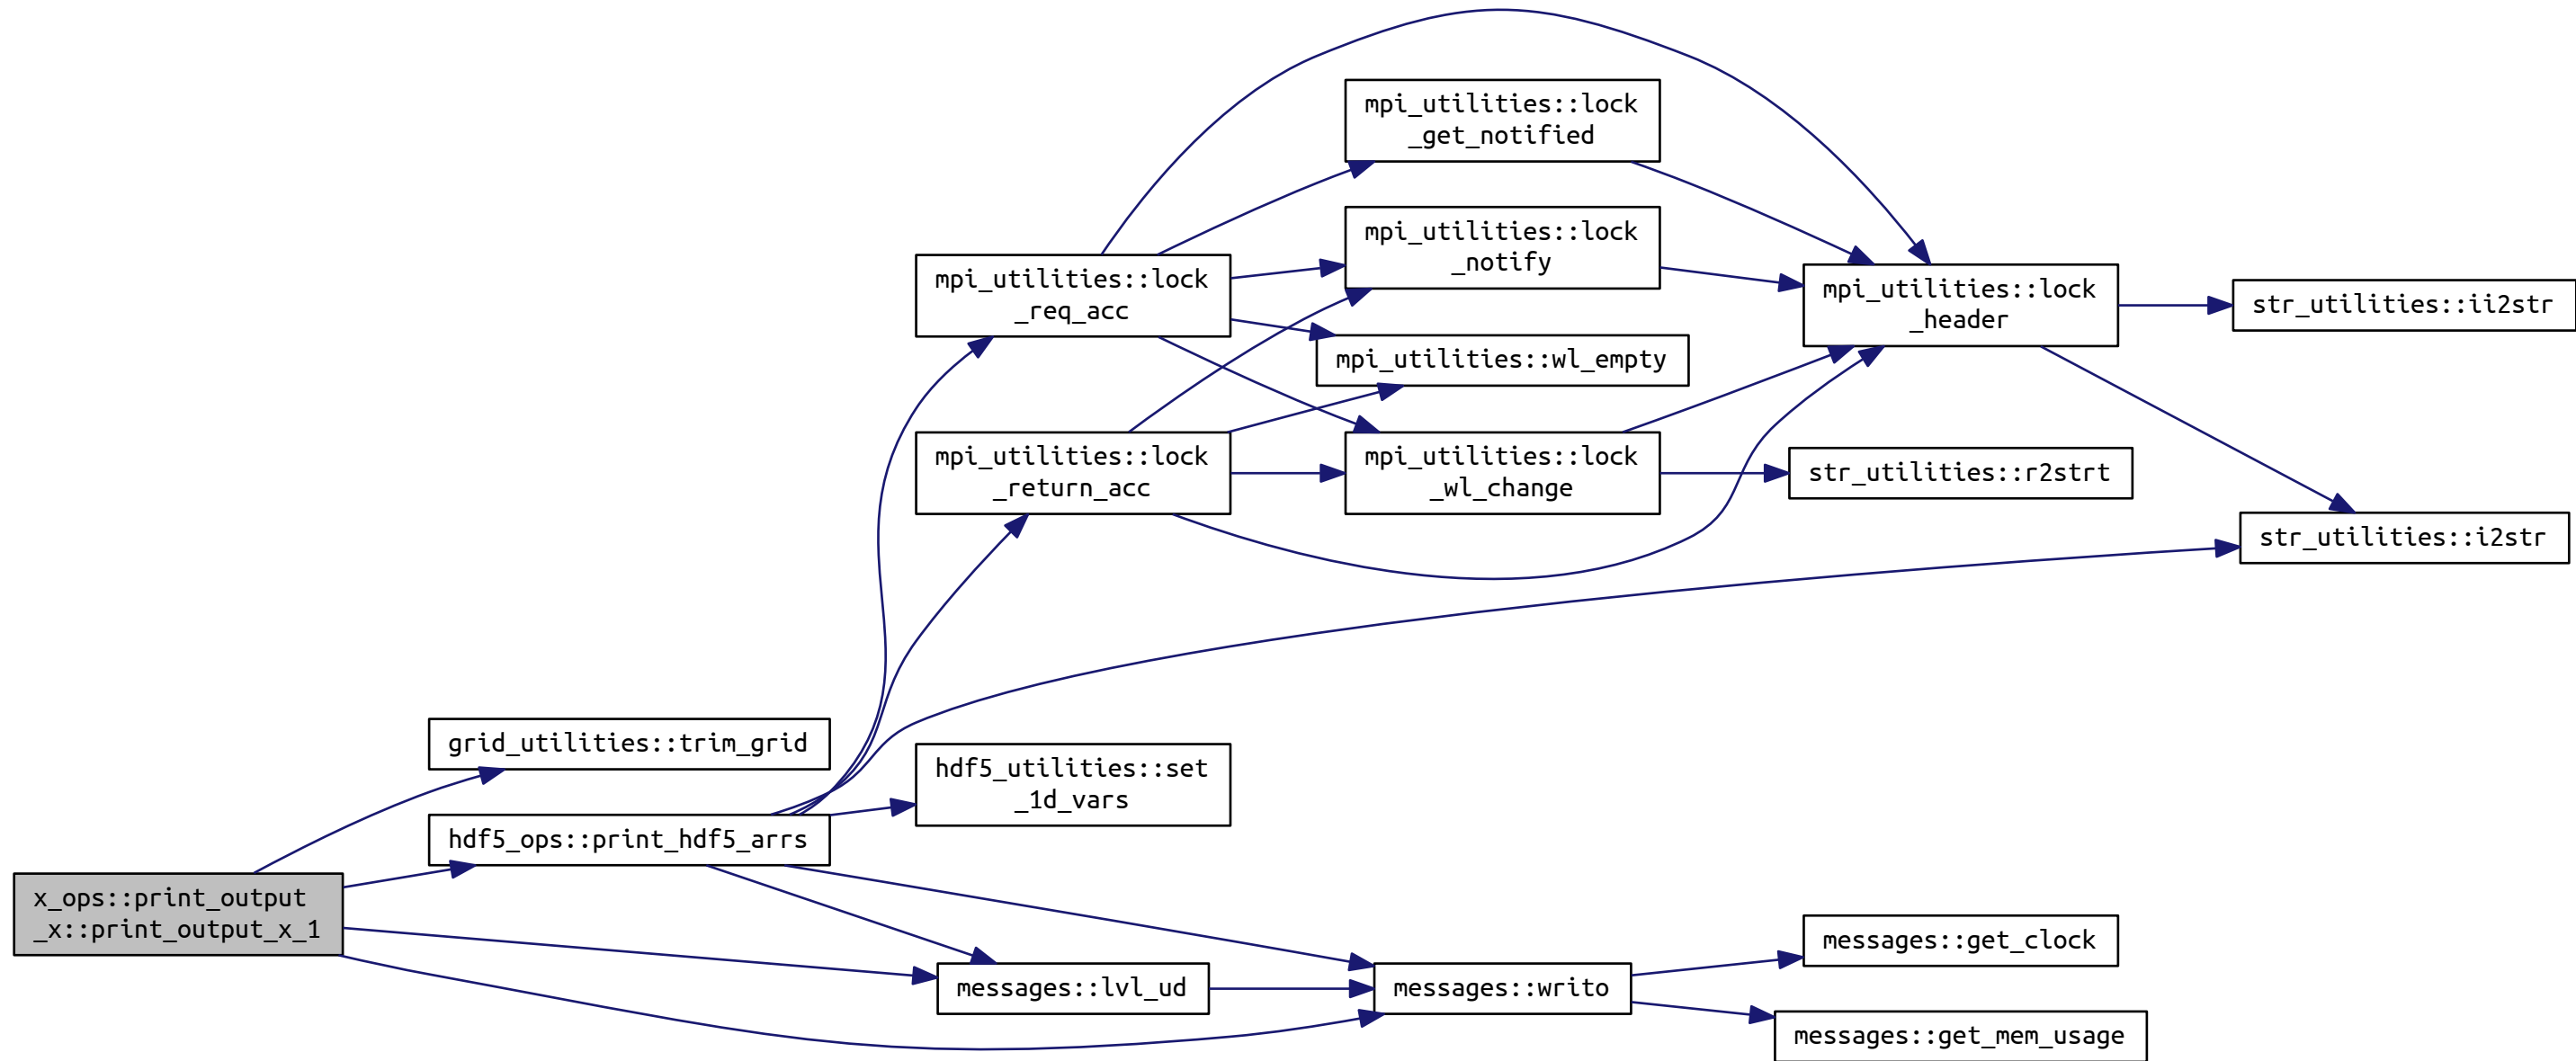 mpi_utilities::lock
_get_notified
mpi_utilities::lock
_notify
mpi_utilities::lock
_req_acc
mpi_utilities::lock
_header
str_utilities::ii2str
mpi_utilities::wl_empty
mpi_utilities::lock
_return_acc
mpi_utilities::lock
_wl_change
str_utilities::r2strt
str_utilities::i2str
grid_utilities::trim_grid
hdf5_utilities::set
_1d_vars
hdf5_ops::print_hdf5_arrs
x_ops::print_output
_x::print_output_x_1
messages::lvl_ud
messages::writo
messages::get_clock
messages::get_mem_usage